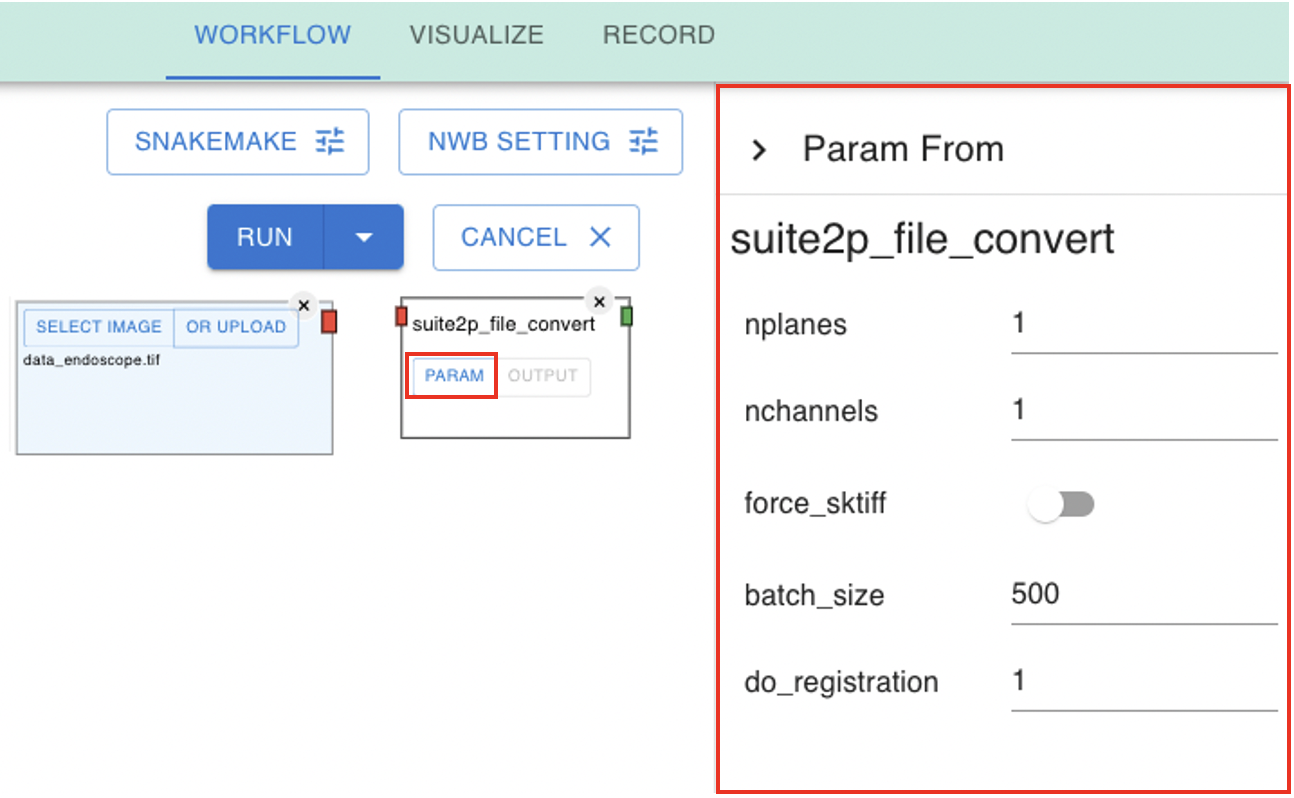 WORKFLOW VISUALIZE RECORD
SNAKEMAKE NWB SETTING
RUN CANCEL
SELECT IMAGE OR UPLOAD
data_endoscope.tif
suite2p_file_convert
PARAM OUTPUT
Param From
suite2p_file_convert
nplanes 1
nchannels 1
force_sktiff
batch_size 500
do_registration 1